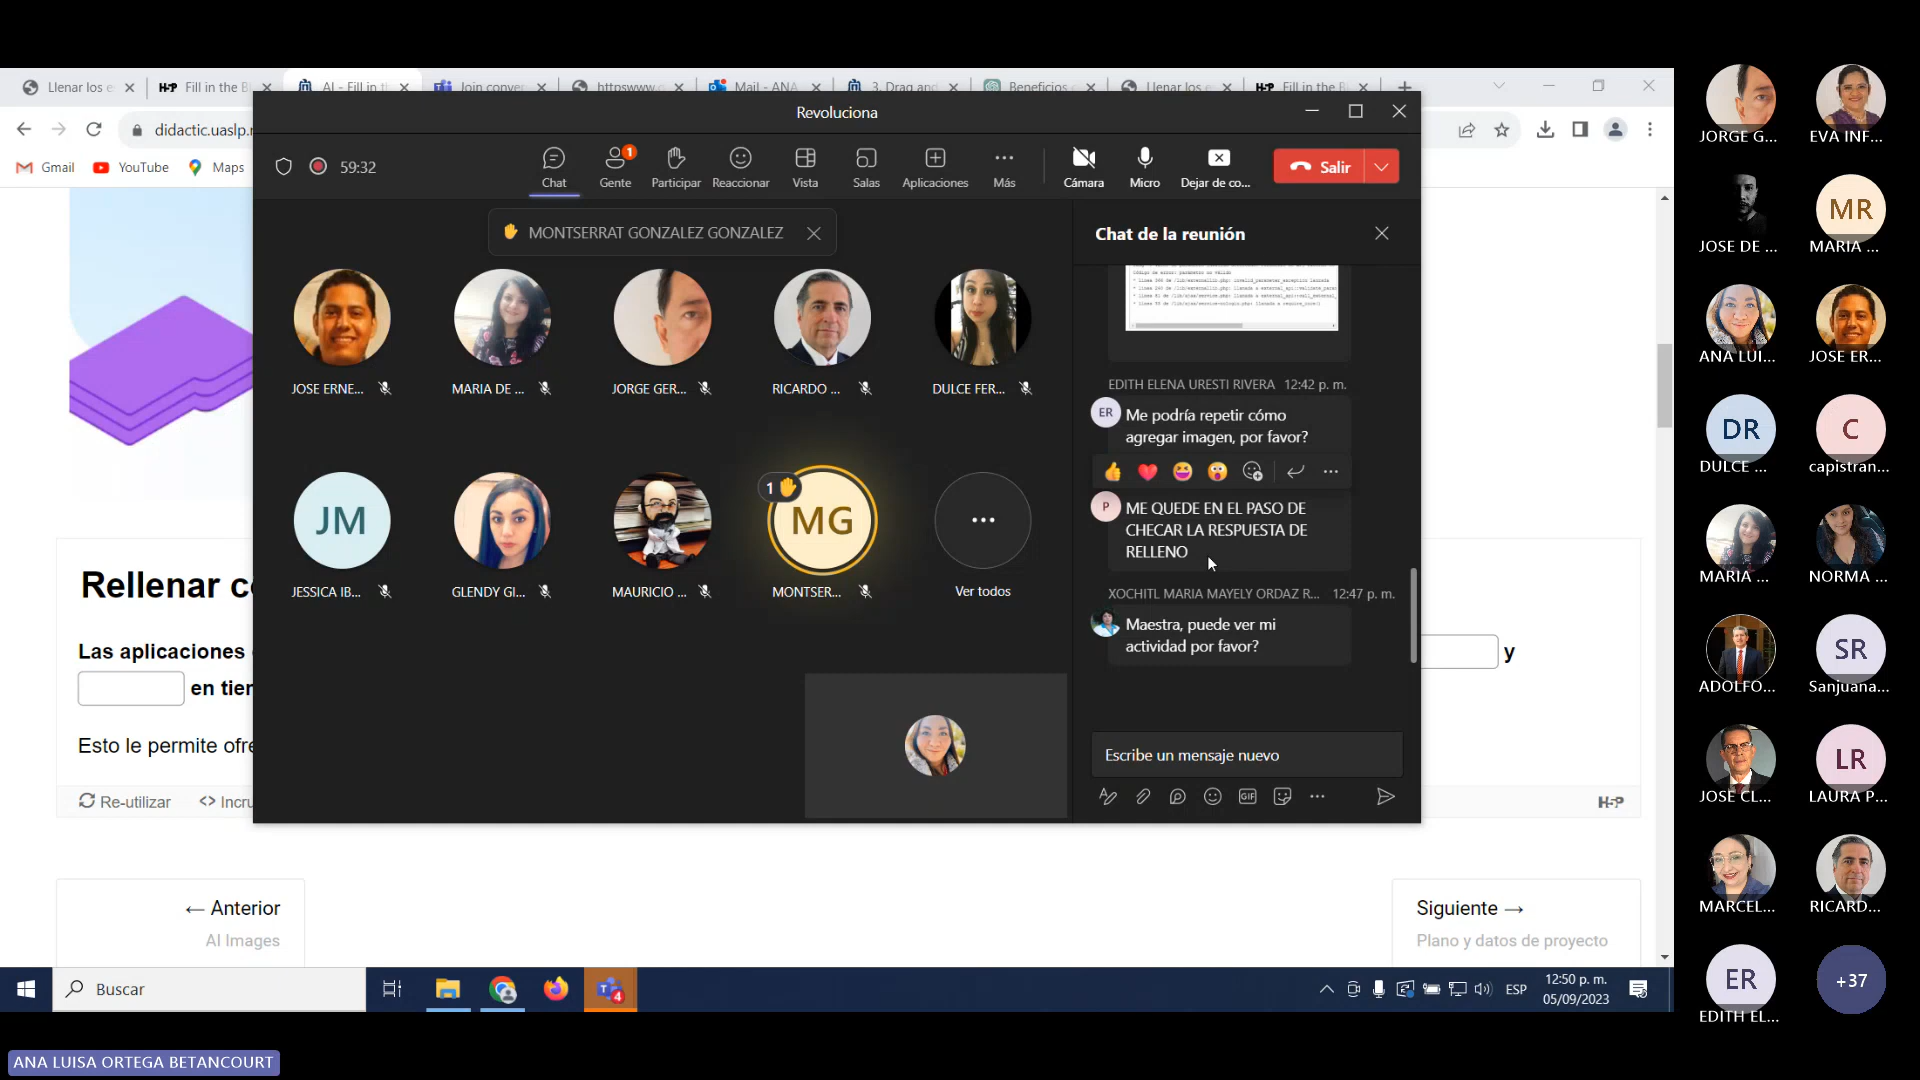 Llenar los e
H-P Fill in the B
AI - Fill in t
Join conver
httpswww.o
Mail - ANA
3. Drag and
Beneficios
Llenar los e
H-P Fill in the B
didactic.uaslp.
Gmail
YouTube
Maps
Revoluciona
59:32
Chat
Gente
1
Participar
Reaccionar
Vista
Salas
Aplicaciones
Más
Cámara
Micro
Dejar de co...
Salir
MONTSERRAT GONZALEZ GONZALEZ
JOSE ERNE...
MARIA DE ...
JORGE GER...
RICARDO ...
DULCE FER...
JM
1
MG
JESSICA IB...
GLENDY GI...
MAURICIO ...
MONTSER...
Ver todos
Chat de la reunión
EDITH ELENA URESTI RIVERA 12:42 p. m.
ER
Me podría repetir cómo
agregar imagen, por favor?
P
ME QUEDE EN EL PASO DE
CHECAR LA RESPUESTA DE
RELLENO
XOCHITL MARIA MAYELY ORDAZ R... 12:47 p. m.
Maestra, puede ver mi
actividad por favor?
Escribe un mensaje nuevo
GIF
Rellenar c
Las aplicaciones
y
en tien
Esto le permite ofre
Re-utilizar
<> Incru
H-P
← Anterior
AI Images
Siguiente →
Plano y datos de proyecto
Buscar
4
ESP
12:50 p. m.
05/09/2023
JORGE G...
EVA INF...
JOSE DE ...
MR
MARIA ...
ANA LUI...
JOSE ER...
DR
DULCE ...
C
capistran...
MARIA ...
NORMA ...
ADOLFO...
SR
Sanjuana...
JOSE CL...
LR
LAURA P...
MARCEL...
RICARD...
ER
EDITH EL...
+37
ANA LUISA ORTEGA BETANCOURT